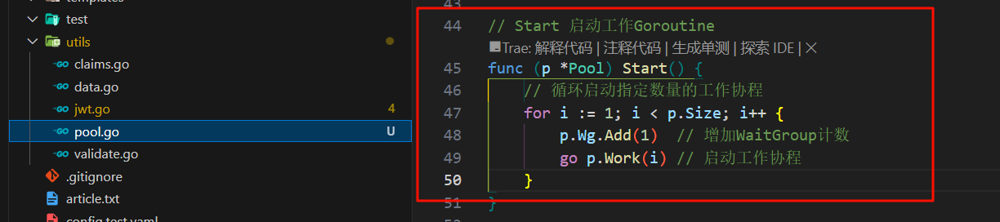 templates
test
utils
claims.go
data.go
jwt.go 4
pool.go U
validate.go
.gitignore
article.txt
config.test.yaml
43
44 // Start 启动工作Goroutine
Trae: 解释代码 | 注释代码 | 生成单测 | 探索 IDE | ×
45 func (p *Pool) Start() {
46 // 循环启动指定数量的工作协程
47 for i := 1; i < p.Size; i++ {
48 p.Wg.Add(1) // 增加WaitGroup计数
49 go p.Work(i) // 启动工作协程
50 }
51 }